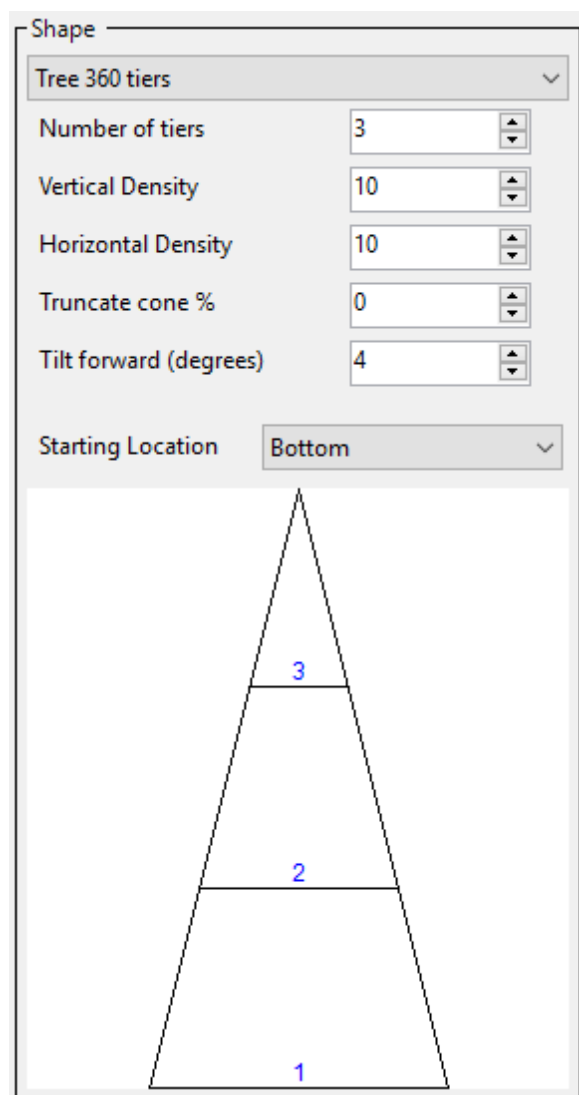 Shape
Tree 360 tiers
Number of tiers 3
Vertical Density 10
Horizontal Density 10
Truncate cone % 0
Tilt forward (degrees) 4
Starting Location Bottom
3
2
1